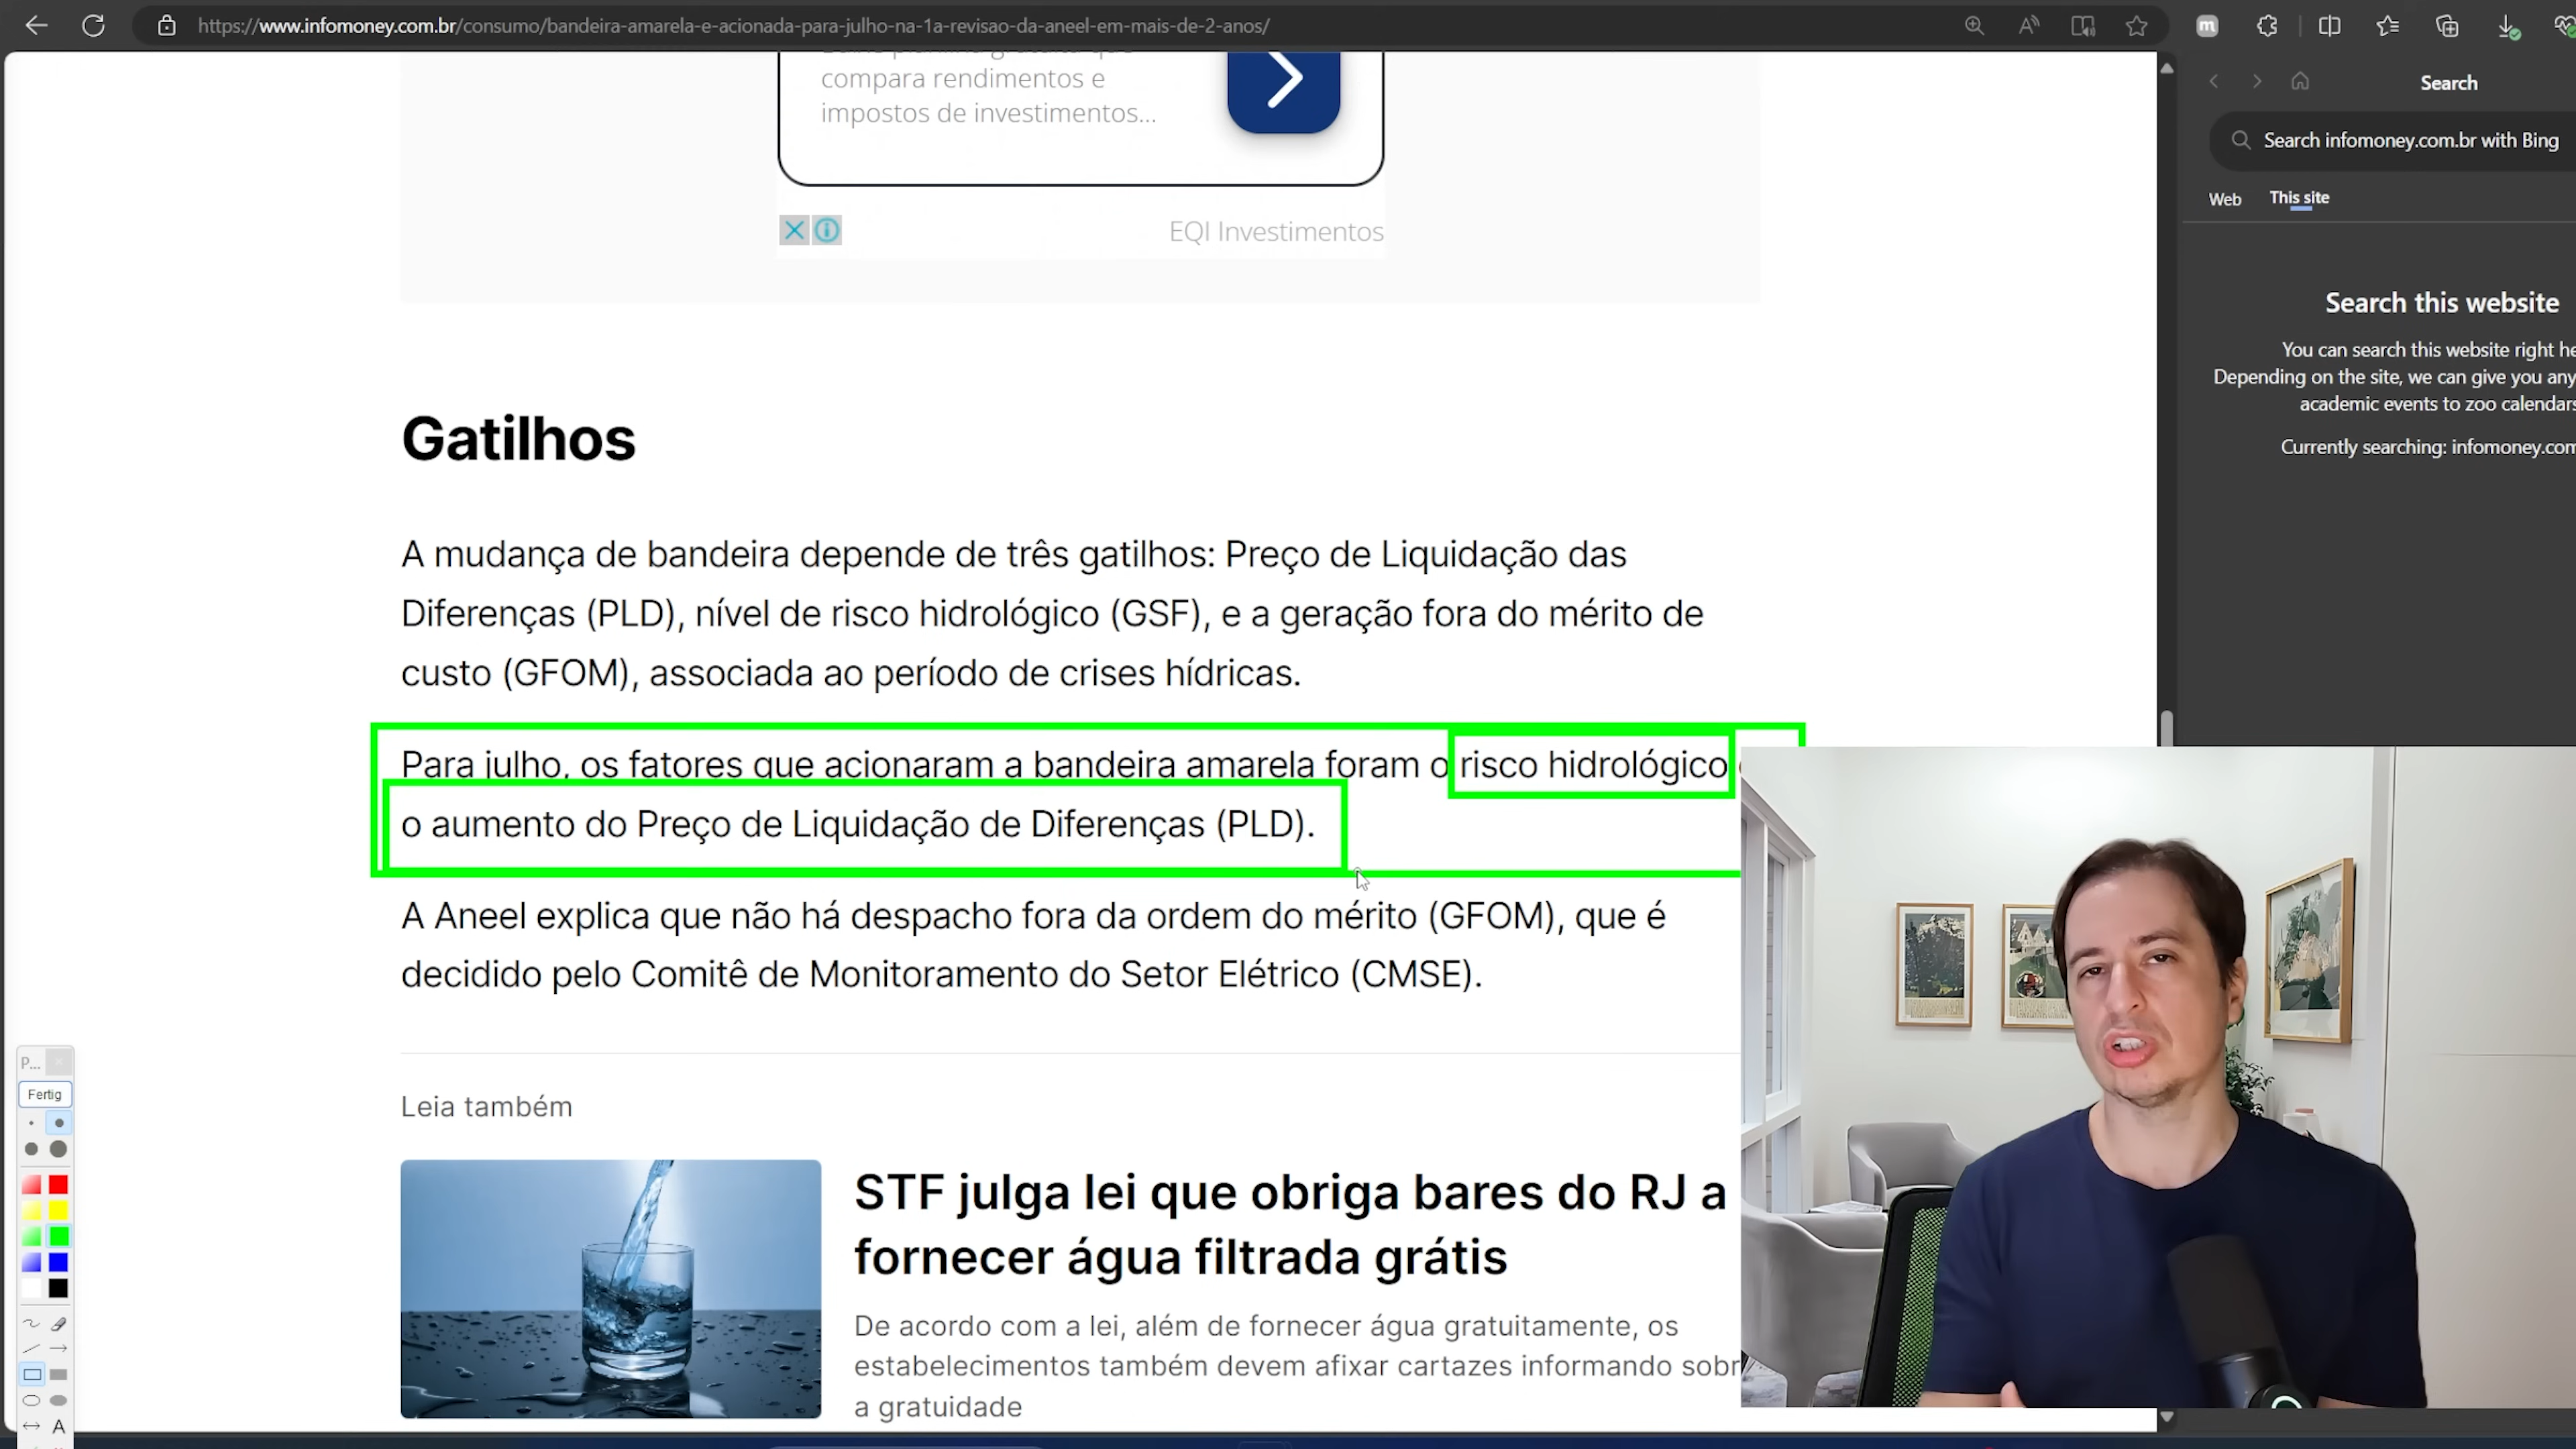 https://www.infomoney.com.br/consumo/bandeira-amarela-e-acionada-para-julho-na-1a-revisao-da-aneel-em-mais-de-2-anos/
compara rendimentos e
impostos de investimentos...
EQI Investimentos
Gatilhos
A mudança de bandeira depende de três gatilhos: Preço de Liquidação das
Diferenças (PLD), nível de risco hidrológico (GSF), e a geração fora do mérito de
custo (GFOM), associada ao período de crises hídricas.
Para julho, os fatores que acionaram a bandeira amarela foram o risco hidrológico
o aumento do Preço de Liquidação de Diferenças (PLD).
A Aneel explica que não há despacho fora da ordem do mérito (GFOM), que é
decidido pelo Comitê de Monitoramento do Setor Elétrico (CMSE).
Leia também
STF julga lei que obriga bares do RJ a
fornecer água filtrada grátis
De acordo com a lei, além de fornecer água gratuitamente, os
estabelecimentos também devem afixar cartazes informando sobr
a gratuidade
Search
Search infomoney.com.br with Bing
Web This site
Search this website
You can search this website right he
Depending on the site, we can give you any
academic events to zoo calendars
Currently searching: infomoney.com
P...
Fertig
A